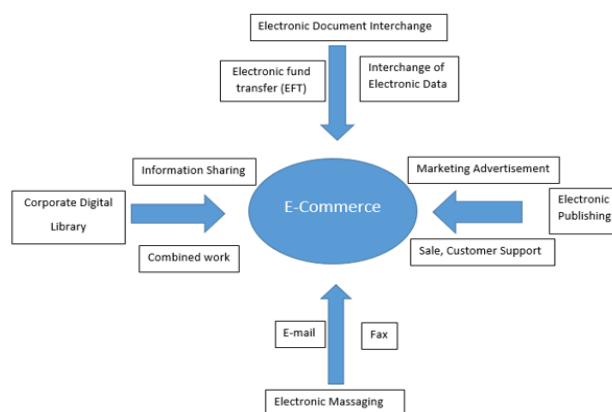 Electronic Document Interchange
Electronic fund
transfer (EFT)
Interchange of
Electronic Data
Information Sharing
Marketing Advertisement
Corporate Digital
Library
E-Commerce
Electronic
Publishing
Combined work
Sale, Customer Support
E-mail
Fax
Electronic Massaging